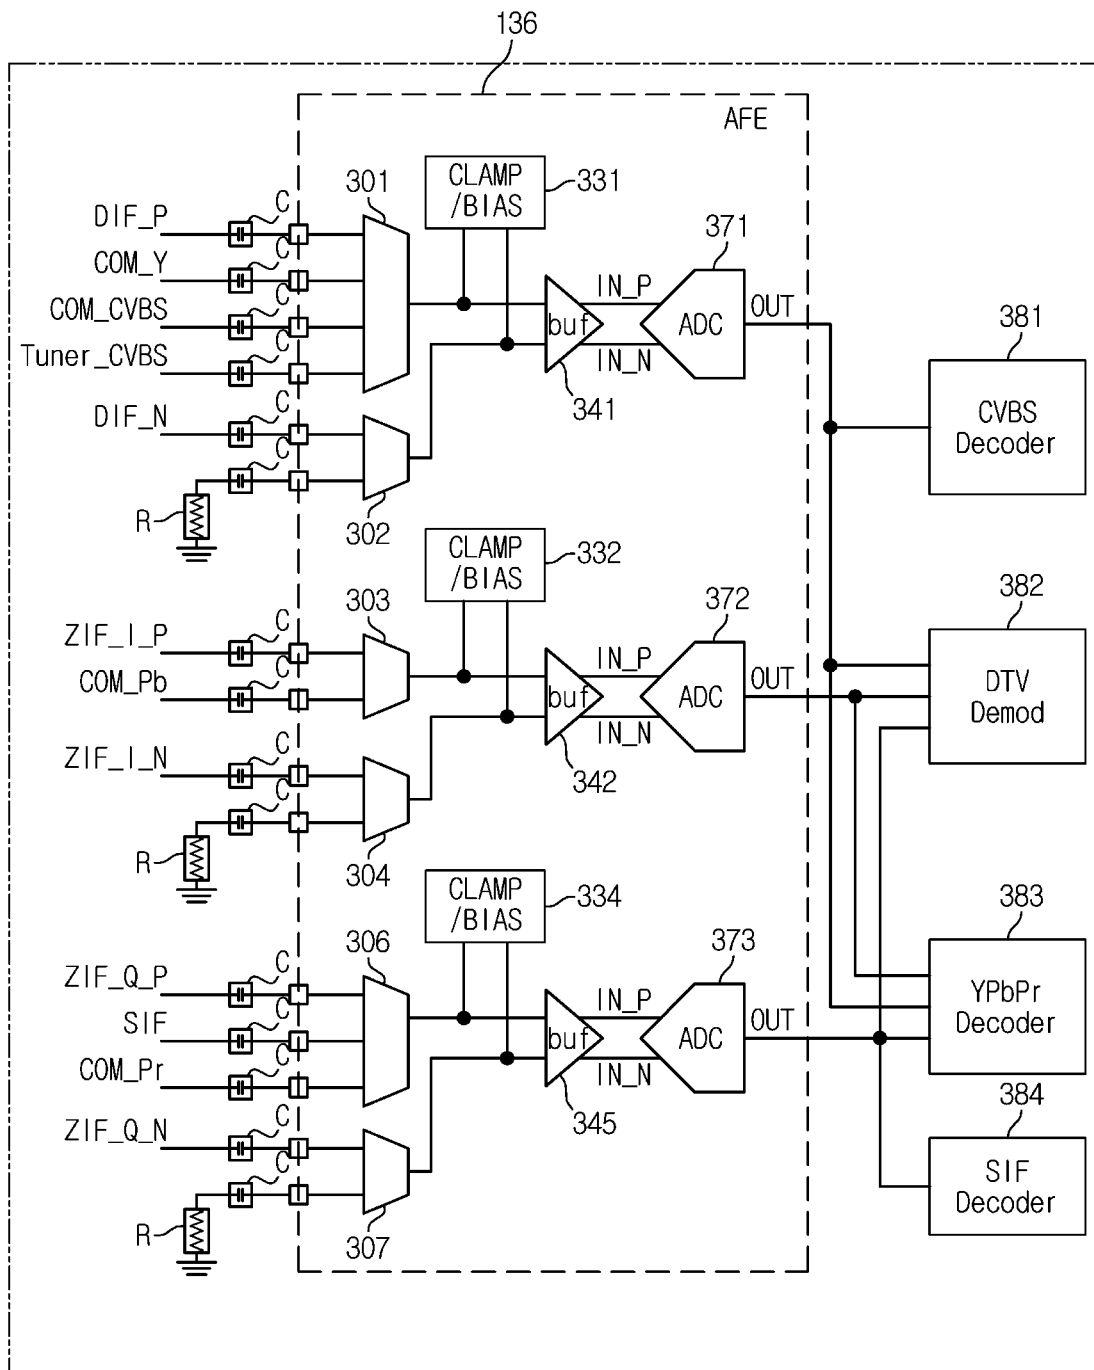 136
AFE
CLAMP
/BIAS
331
301
371
DIF_P
C
COM_Y
C
COM_CVBS
C
Tuner_CVBS
C
DIF_N
C
C
R
302
buf
341
IN_P
IN_N
ADC
OUT
381
CVBS
Decoder
CLAMP
/BIAS
332
303
372
382
ZIF_I_P
C
COM_Pb
C
ZIF_I_N
C
C
R
304
buf
342
IN_P
IN_N
ADC
OUT
DTV
Demod
CLAMP
/BIAS
334
306
373
383
ZIF_Q_P
C
SIF
C
COM_Pr
C
ZIF_Q_N
C
C
R
307
buf
345
IN_P
IN_N
ADC
OUT
YPbPr
Decoder
384
SIF
Decoder